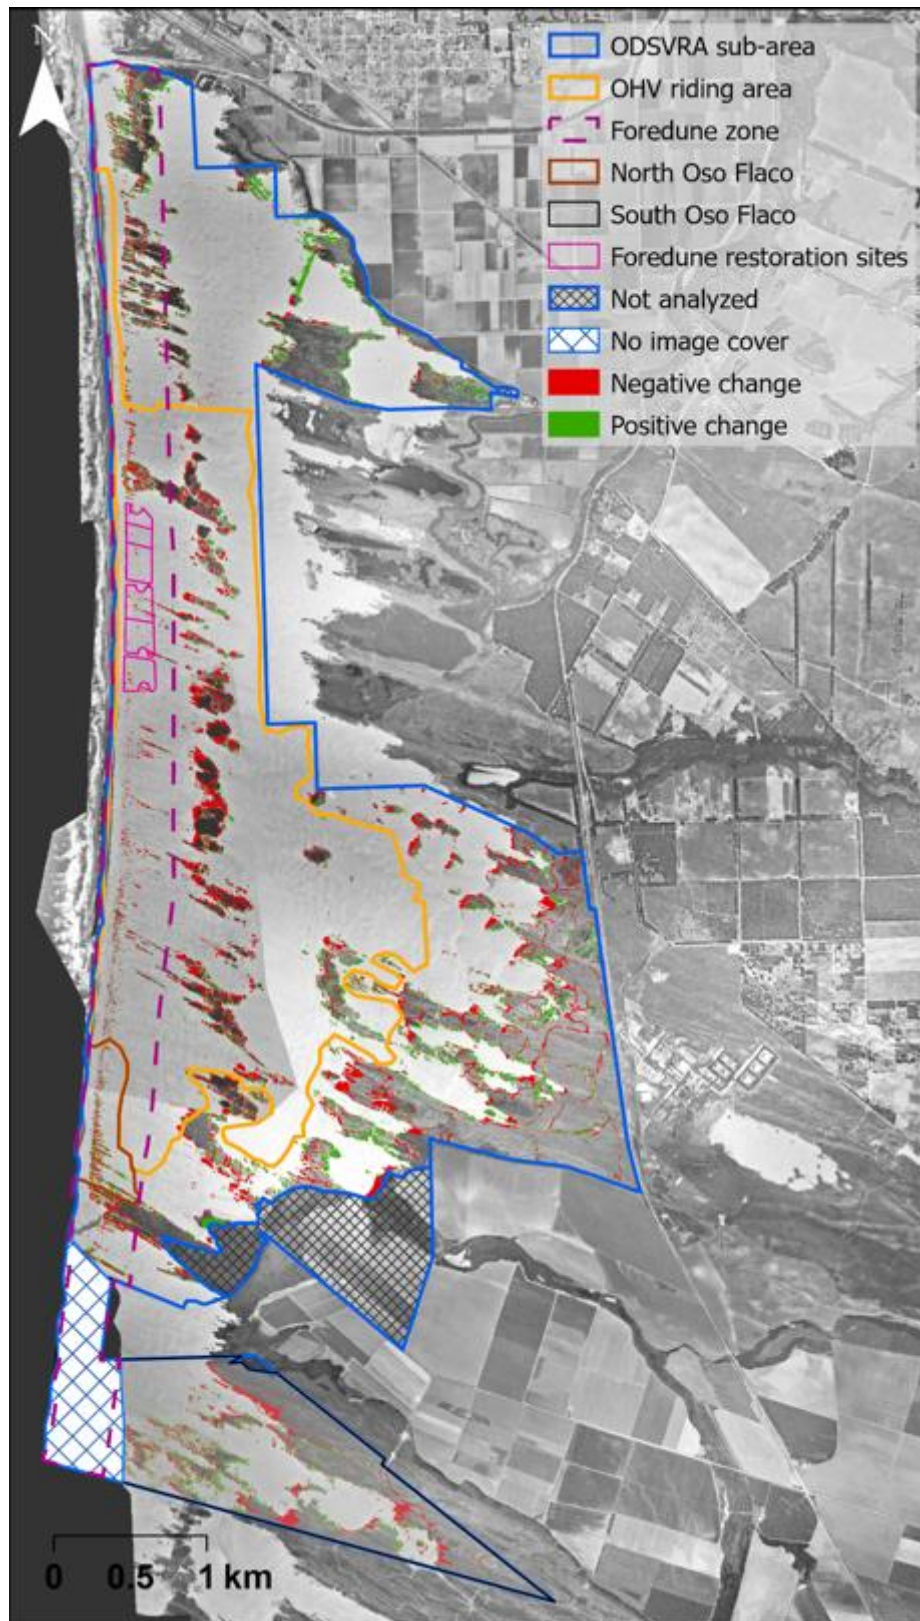 N
ODSVRA sub-area
OHV riding area
Foredune zone
North Oso Flaco
South Oso Flaco
Foredune restoration sites
Not analyzed
No image cover
Negative change
Positive change
0 0.5 1 km